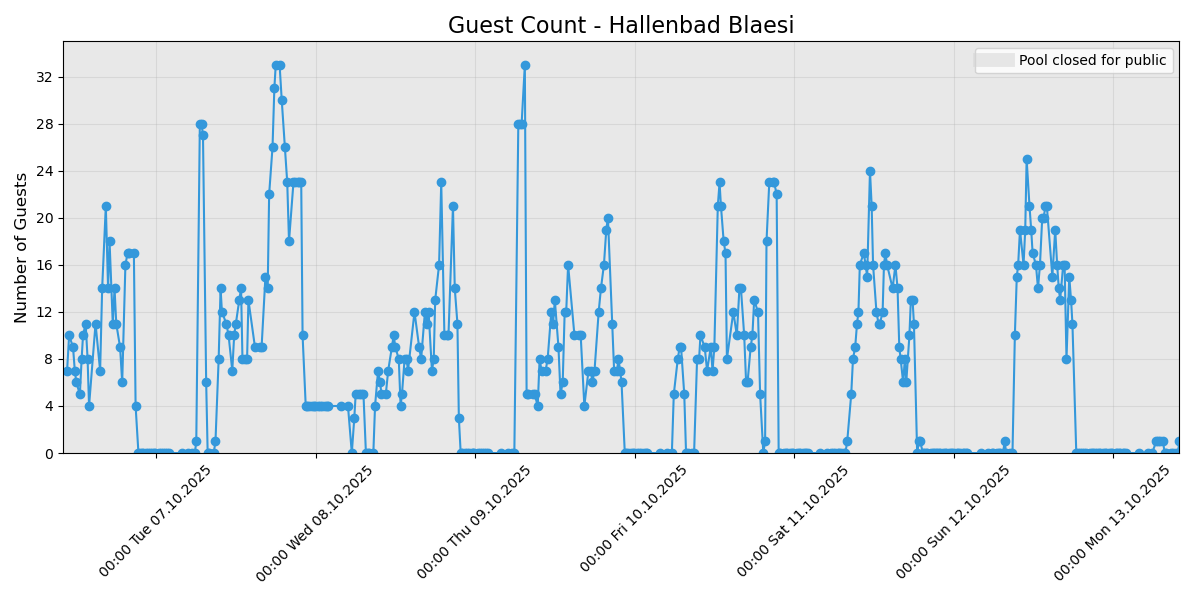 Guest Count - Hallenbad Blaesi
Pool closed for public
Number of Guests
32
28
24
20
16
12
8
4
0
00:00 Tue 07.10.2025
00:00 Wed 08.10.2025
00:00 Thu 09.10.2025
00:00 Fri 10.10.2025
00:00 Sat 11.10.2025
00:00 Sun 12.10.2025
00:00 Mon 13.10.2025